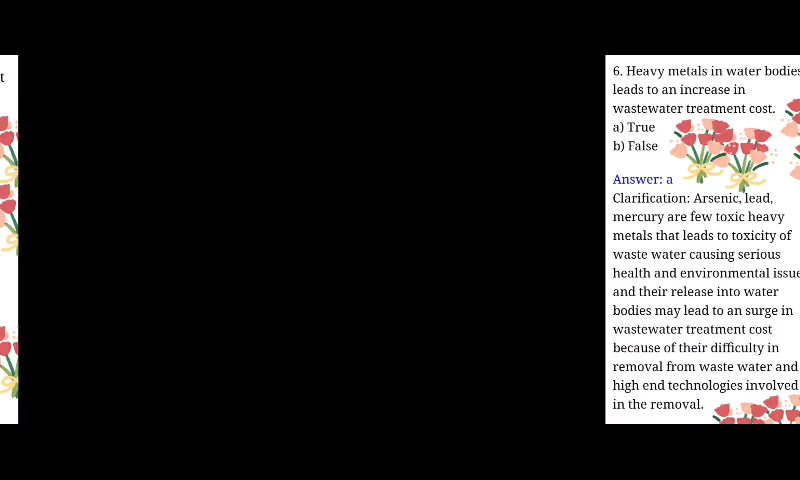 t
6. Heavy metals in water bodies
leads to an increase in
wastewater treatment cost.
a) True
b) False
Answer: a
Clarification: Arsenic, lead,
mercury are few toxic heavy
metals that leads to toxicity of
waste water causing serious
health and environmental issue
and their release into water
bodies may lead to an surge in
wastewater treatment cost
because of their difficulty in
removal from waste water and
high end technologies involved
in the removal.